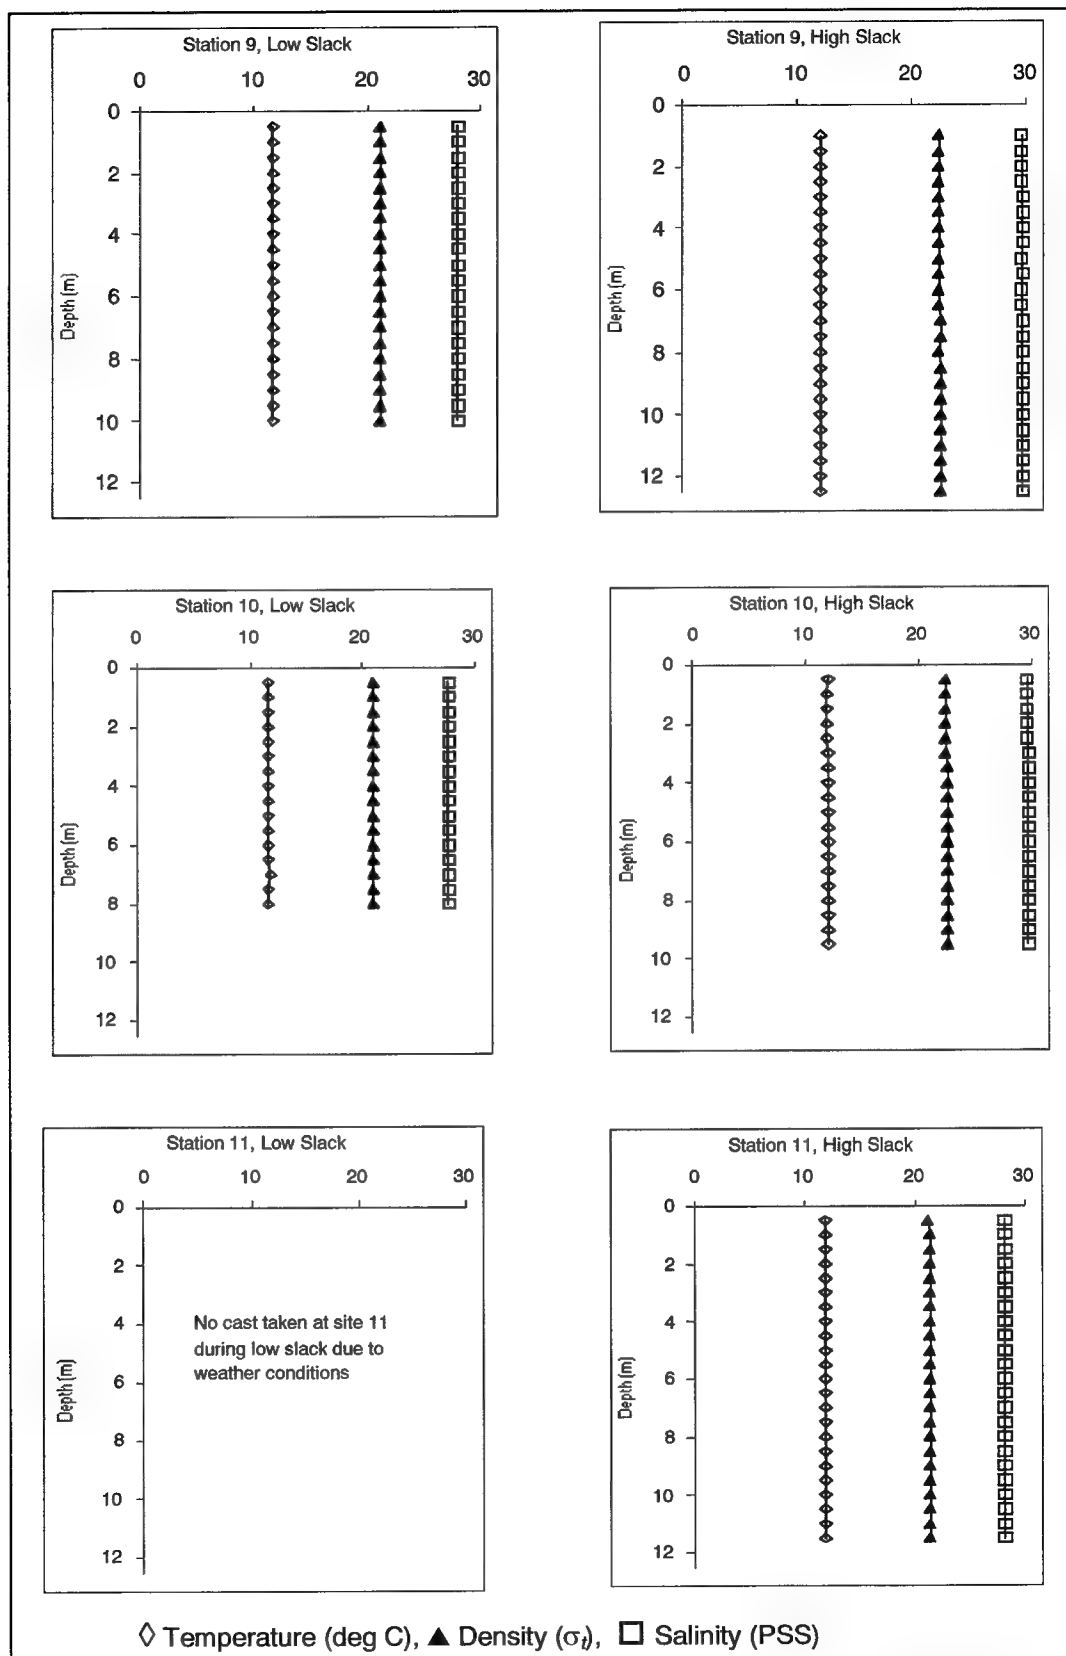 Station 9, Low Slack
0 10 20 30
0
2
4
6
8
10
12
Depth (m)
Station 9, High Slack
0 10 20 30
0
2
4
6
8
10
12
Depth (m)
Station 10, Low Slack
0 10 20 30
0
2
4
6
8
10
12
Depth (m)
Station 10, High Slack
0 10 20 30
0
2
4
6
8
10
12
Depth (m)
Station 11, Low Slack
0 10 20 30
0
2
4
6
8
10
12
Depth (m)
No cast taken at site 11
during low slack due to
weather conditions
Station 11, High Slack
0 10 20 30
0
2
4
6
8
10
12
Depth (m)
◊ Temperature (deg C), ▲ Density (σt), □ Salinity (PSS)